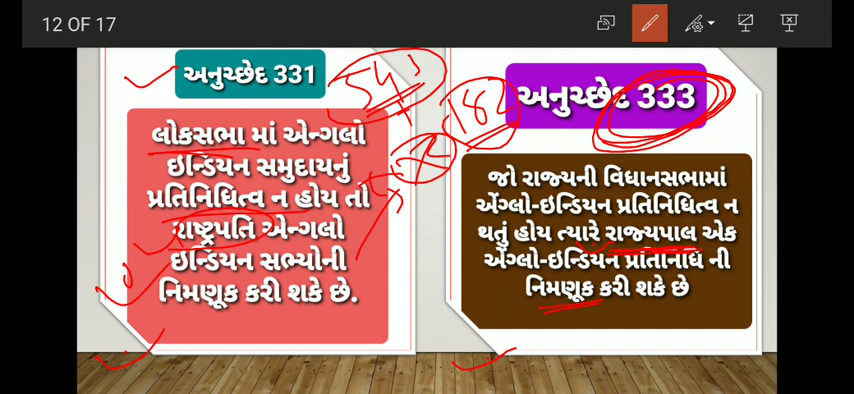 12 OF 17
અનુચ્છેદ 331
લોકસભા માં એન્ગલો
ઇન્ડિયન સમુદાયનું
પ્રતિનિધિત્વ ન હોય તો
રાષ્ટ્રપતિ એન્ગલો
ઇન્ડિયન સભ્યોની
નિમણૂક કરી શકે છે.
182
અનુચ્છેદ 333
જો રાજ્યની વિધાનસભામાં
એંગ્લો-ઇન્ડિયન પ્રતિનિધિત્વ ન
થતું હોય ત્યારે રાજ્યપાલ એક
એંગ્લો-ઇન્ડિયન પ્રતિનિધિ ની
નિમણૂક કરી શકે છે